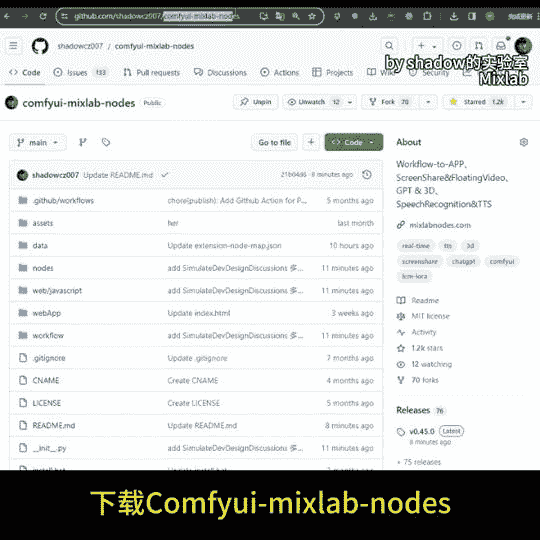 github.com/shadowcz007/comfyui-mixlab-nodes
shadowcz007 / comfyui-mixlab-nodes
by shadow的实验室
Mixlab
Code Issues 133 Pull requests Discussions Actions Projects Wiki Security
comfyui-mixlab-nodes Public Unpin Unwatch 12 Fork 70 Starred 1.2k
main Go to file Code About
shadowcz007 Update README.md 21b04d6 · 8 minutes ago
Workflow-to-APP、
ScreenShare&FloatingVideo、
GPT & 3D、
SpeechRecognition&TTS
.github/workflows chore(publish): Add Github Action for P... 5 months ago
assets her last month
mixlabnodes.com
data Update extension-node-map.json 10 hours ago
real-time tts 3d
nodes add SimulateDevDesignDiscussions 多... 11 minutes ago
screenshare chatgpt comfyui
web/javascript add SimulateDevDesignDiscussions 多... 11 minutes ago
lcm-lora
webApp Update index.html 3 weeks ago
Readme
workflow add SimulateDevDesignDiscussions 多... 11 minutes ago
MIT license
Activity
.gitignore Update .gitignore 7 months ago
1.2k stars
CNAME Create CNAME 4 months ago
12 watching
LICENSE Create LICENSE 5 months ago
70 forks
README.md Update README.md 8 minutes ago
Releases 76
__init__.py add SimulateDevDesignDiscussions 多... 11 minutes ago
v0.45.0 Latest
8 minutes ago
+ 75 releases
下载Comfyui-mixlab-nodes